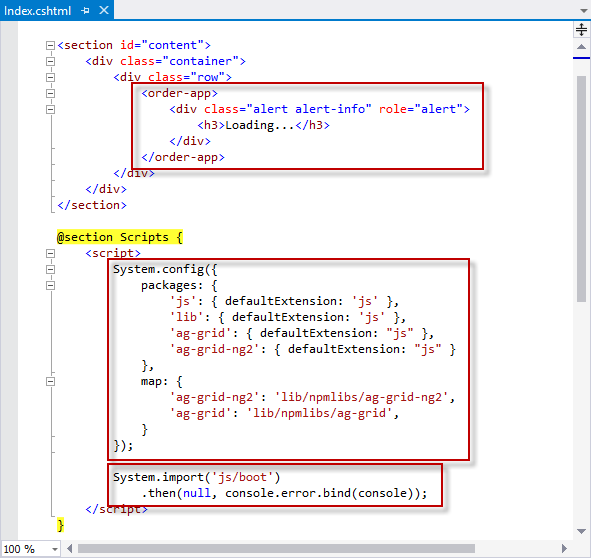 Index.cshtml
<section id="content">
<div class="container">
<div class="row">
<order-app>
<div class="alert alert-info" role="alert">
<h3>Loading...</h3>
</div>
</order-app>
</div>
</div>
</section>
@section Scripts {
<script>
System.config({
packages: {
'js': { defaultExtension: 'js' },
'lib': { defaultExtension: 'js' },
'ag-grid': { defaultExtension: "js" },
'ag-grid-ng2': { defaultExtension: "js" }
},
map: {
'ag-grid-ng2': 'lib/npmlibs/ag-grid-ng2',
'ag-grid': 'lib/npmlibs/ag-grid',
}
});
System.import('js/boot')
.then(null, console.error.bind(console));
</script>
}
100 %